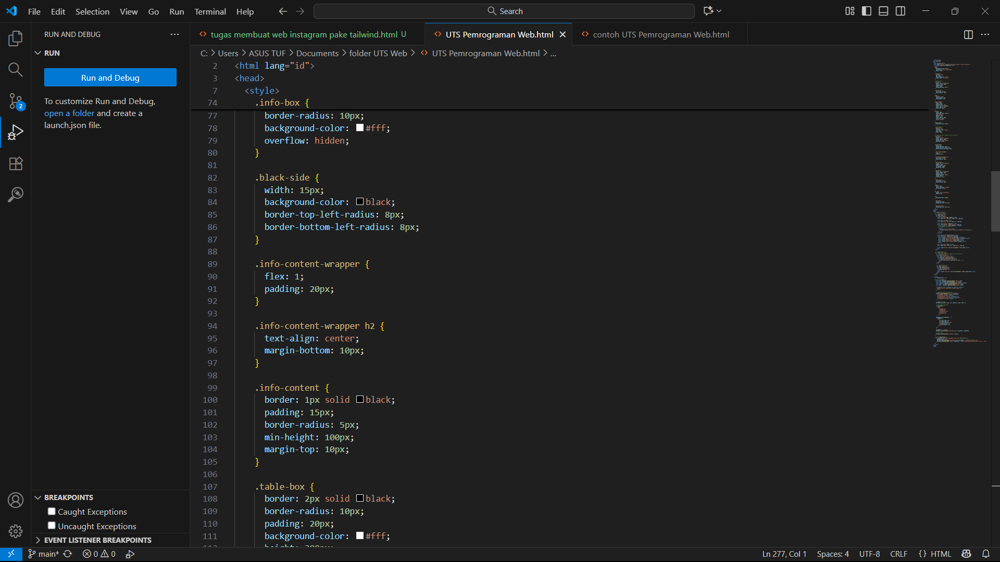 File Edit Selection View Go Run Terminal Help Search
RUN AND DEBUG
RUN
Run and Debug
To customize Run and Debug,
open a folder and create a
launch.json file.
BREAKPOINTS
Caught Exceptions
Uncaught Exceptions
EVENT LISTENER BREAKPOINTS
2
tugas membuat web instagram pake tailwind.html U
UTS Pemrograman Web.html
contoh UTS Pemrograman Web.html
C: > Users > ASUS TUF > Documents > folder UTS Web > UTS Pemrograman Web.html > ...
2 <html lang="id">
3 <head>
7 <style>
74 .info-box {
77 border-radius: 10px;
78 background-color: #fff;
79 overflow: hidden;
80 }
81
82 .black-side {
83 width: 15px;
84 background-color: black;
85 border-top-left-radius: 8px;
86 border-bottom-left-radius: 8px;
87 }
88
89 .info-content-wrapper {
90 flex: 1;
91 padding: 20px;
92 }
93
94 .info-content-wrapper h2 {
95 text-align: center;
96 margin-bottom: 10px;
97 }
98
99 .info-content {
100 border: 1px solid black;
101 padding: 15px;
102 border-radius: 5px;
103 min-height: 100px;
104 margin-top: 10px;
105 }
106
107 .table-box {
108 border: 2px solid black;
109 border-radius: 10px;
110 padding: 20px;
111 background-color: #fff;
main* 0 0 Ln 277, Col 1 Spaces: 4 UTF-8 CRLF {} HTML